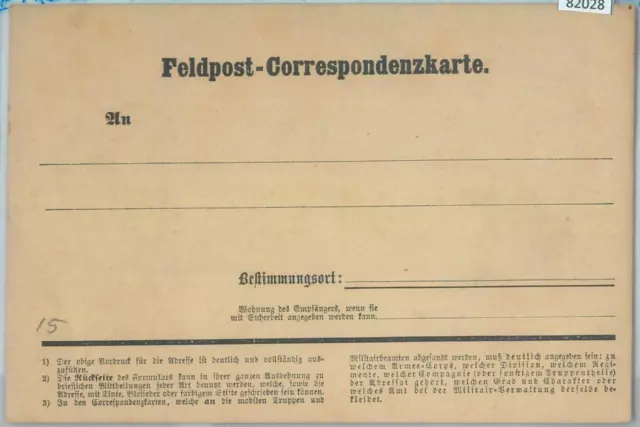 82028
Feldpost-Correspondenzkarte.
An
Bestimmungsort:
Wohnung des Empfängers, wenn sie
mit Sicherheit angegeben werden kann.
15
1) Der obige Vordruck für die Adresse ist deutlich und vollständig aus-
zufüllen.
2) Die Rückseite des Formulars kann in ihrer ganzen Ausdehnung zu
brieflichen Mittheilungen jeder Art benutzt werden, welche, sowie die
Adresse, mit Tinte, Bleifeder oder farbigem Stifte geschrieben sein können.
3) In den Correspondenzkarten, welche an die mobilen Truppen und
Militairbeamten abgesandt werden, muß deutlich angegeben sein: zu
welchem Armee-Corps, welcher Division, welchem Regi-
mente, welcher Compagnie (oder sonstigem Truppentheile)
der Adressat gehört, welchen Grad und Charakter oder
welches Amt bei der Militair-Verwaltung derselbe be-
kleidet.